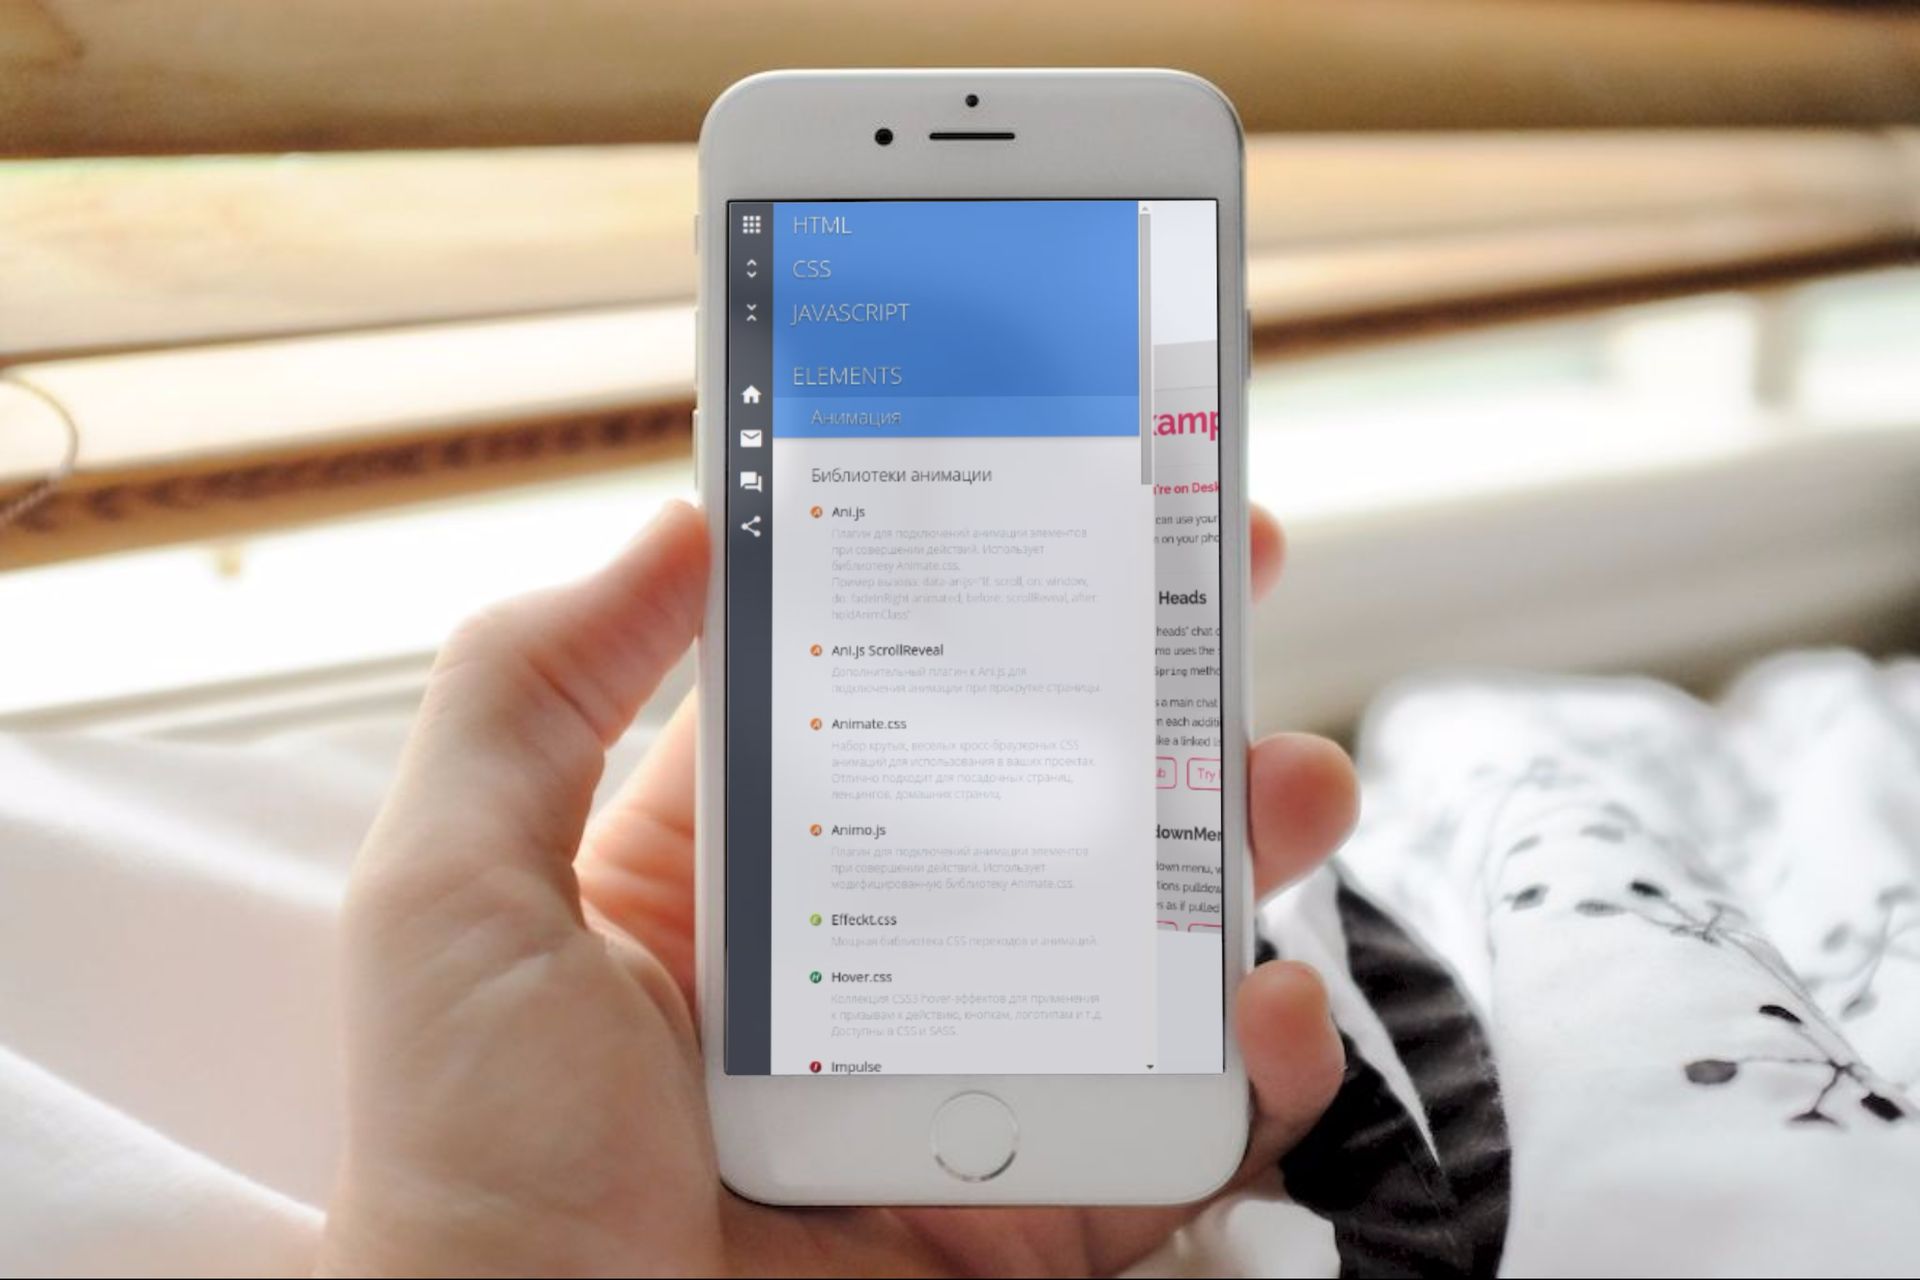 HTML
CSS
JAVASCRIPT
ELEMENTS
Анимация
Библиотеки анимации
Ani.js
Плагин для подключений анимации элементов
при совершении действий. Использует
библиотеку Animate.css.
Пример вызова: data-anijs="if: scroll, on: window,
do: fadeInRight animated, before: scrollReveal, after:
holdAnimClass"
Ani.js ScrollReveal
Дополнительный плагин к Ani.js для
подключения анимации при прокрутке страницы.
Animate.css
Набор крутых, веселых кросс-браузерных CSS
анимаций для использования в ваших проектах.
Отлично подходит для посадочных страниц,
ленцингов, домашних страниц.
Animo.js
Плагин для подключений анимации элементов
при совершении действий. Использует
модифицированную библиотеку Animate.css.
Effeckt.css
Мощная библиотека CSS переходов и анимаций.
Hover.css
Коллекция CSS3 hover-эффектов для применения
к призывам к действию, кнопкам, логотипам и т.д.
Доступны в CSS и SASS.
Impulse
xamp
're on Desk
can use your
n on your pho
Heads
heads" chat
mo uses the
Spring metho
s a main chat
n each additi
ike a linked
Try
downMen
down menu, w
tions pulldow
s as if pulled